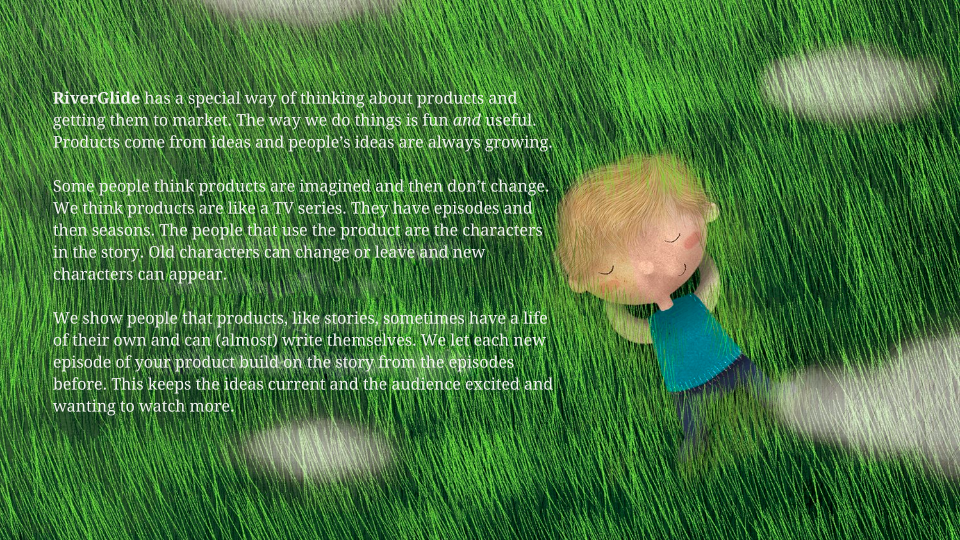 RiverGlide has a special way of thinking about products and
getting them to market. The way we do things is fun and useful.
Products come from ideas and people's ideas are always growing.
Some people think products are imagined and then don't change.
We think products are like a TV series. They have episodes and
then seasons. The people that use the product are the characters
in the story. Old characters can change or leave and new
characters can appear.
We show people that products, like stories, sometimes have a life
of their own and can (almost) write themselves. We let each new
episode of your product build on the story from the episodes
before. This keeps the ideas current and the audience excited and
wanting to watch more.